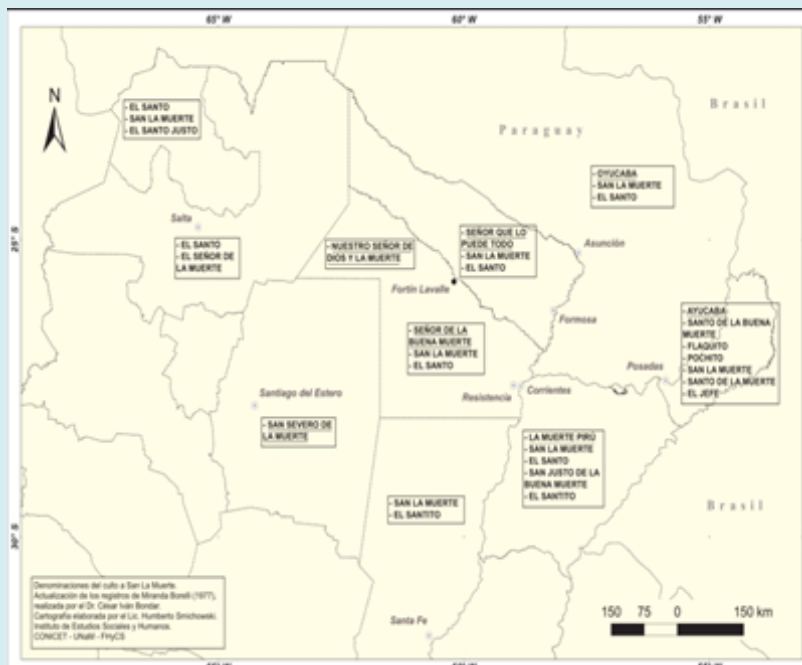 65° W
60° W
55° W
N
- EL SANTO
- SAN LA MUERTE
- EL SANTO JUSTO
Brasil
Paraguay
- OYUCABA
- SAN LA MUERTE
- EL SANTO
Salta
25° S
- EL SANTO
- EL SEÑOR DE
LA MUERTE
- NUESTRO SEÑOR DE
DIOS Y LA MUERTE
- SEÑOR QUE LO
PUEDE TODO
- SAN LA MUERTE
- EL SANTO
Asunción
Fortín Lavalle
Formosa
- SEÑOR DE LA
BUENA MUERTE
- SAN LA MUERTE
- EL SANTO
- AYUCABA
- SANTO DE LA BUENA
MUERTE
- FLAQUITO
- POCHITO
- SAN LA MUERTE
- SANTO DE LA MUERTE
- EL JEFE
Posadas
Santiago del Estero
Resistencia
Corrientes
- SAN SEVERO DE
LA MUERTE
- LA MUERTE PIRÚ
- SAN LA MUERTE
- EL SANTO
- SAN JUSTO DE LA
BUENA MUERTE
- EL SANTITO
- SAN LA MUERTE
- EL SANTITO
Brasil
30° S
Denominaciones del culto a San La Muerte.
Actualización de los registros de Miranda Borelli (1977),
realizada por el Dr. César Iván Bondar.
Cartografía elaborada por el Lic. Humberto Smichowski.
Instituto de Estudios Sociales y Humanos.
CONICET - UNaM - FHyCS
Santa Fe
150 75 0 150 km
65° W
60° W
55° W